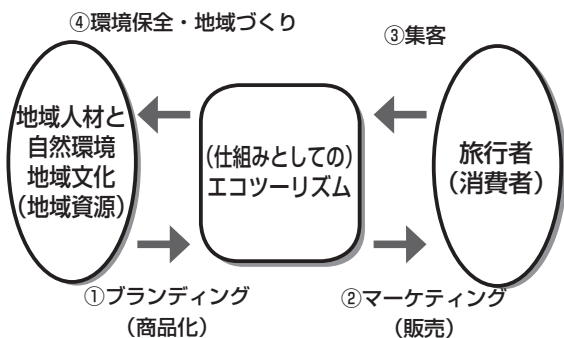 ④環境保全・地域づくり
③集客
地域人材と
自然環境
地域文化
(地域資源)
(仕組みとしての)
エコツーリズム
旅行者
(消費者)
①ブランディング
(商品化)
②マーケティング
(販売)